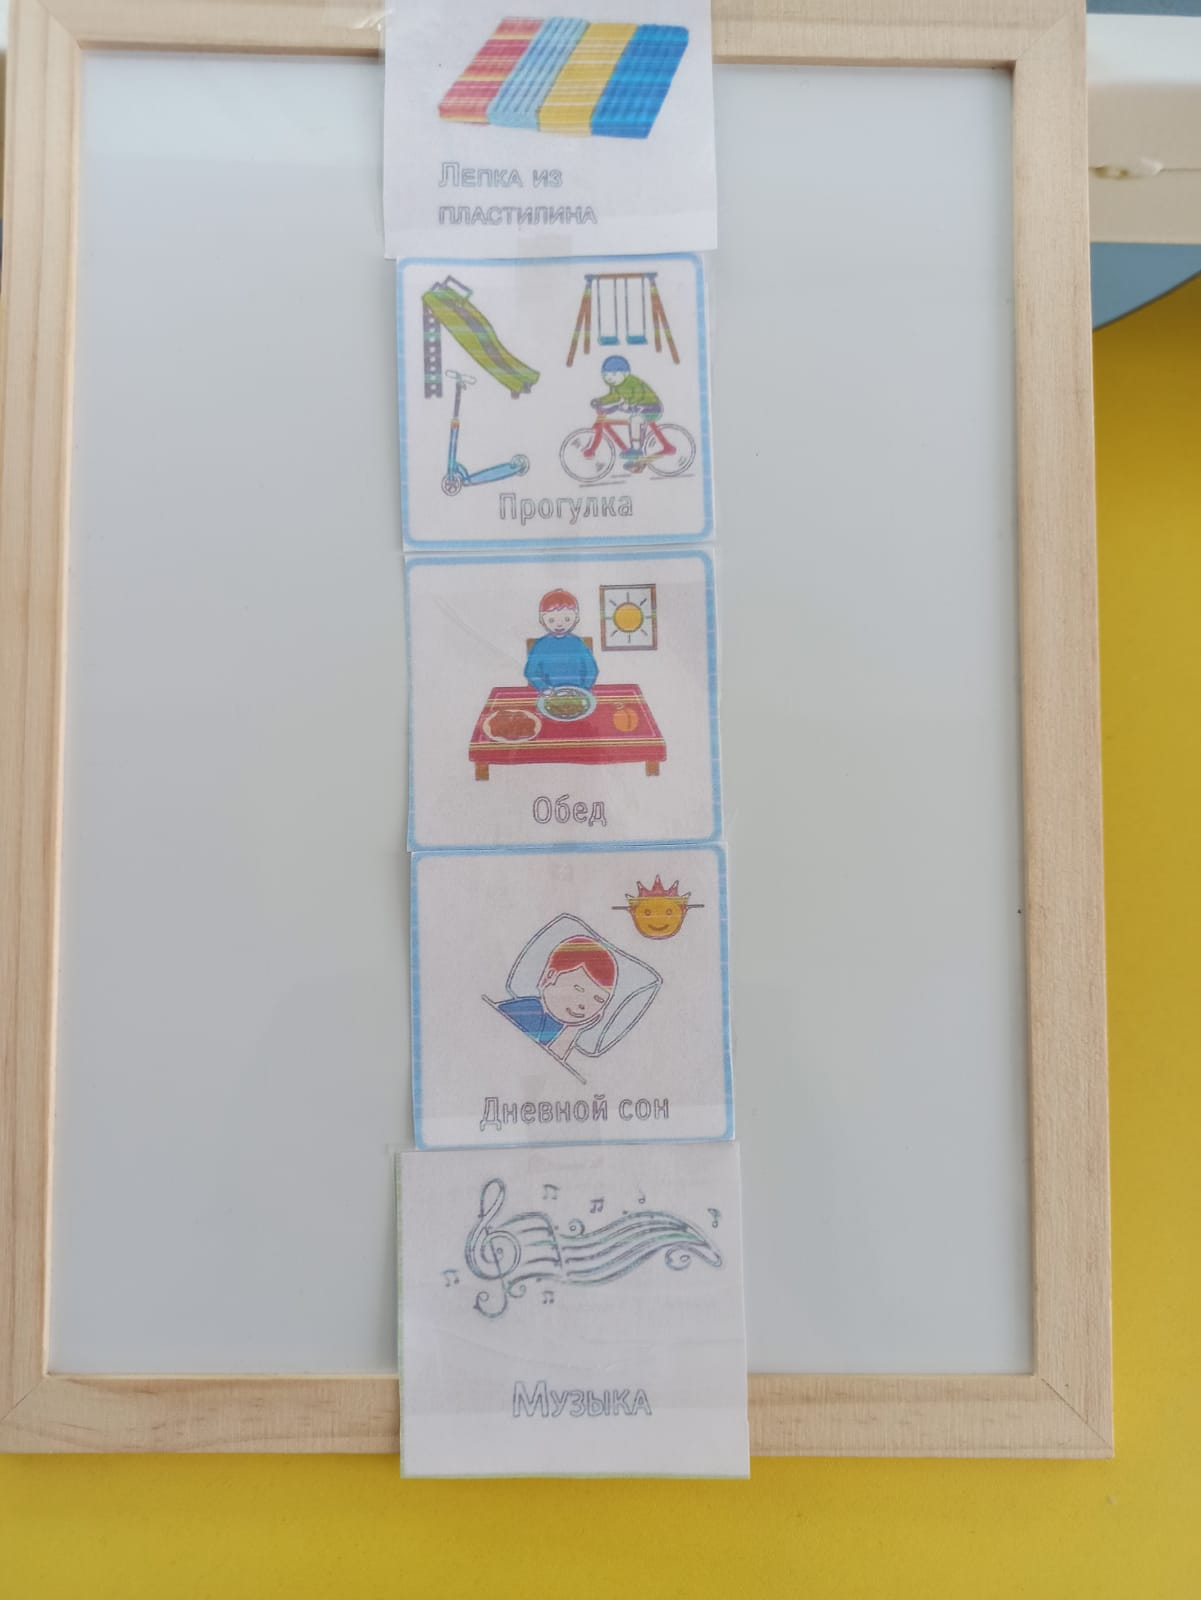 Лепка из
пластилина
Прогулка
Обед
Дневной сон
Музыка